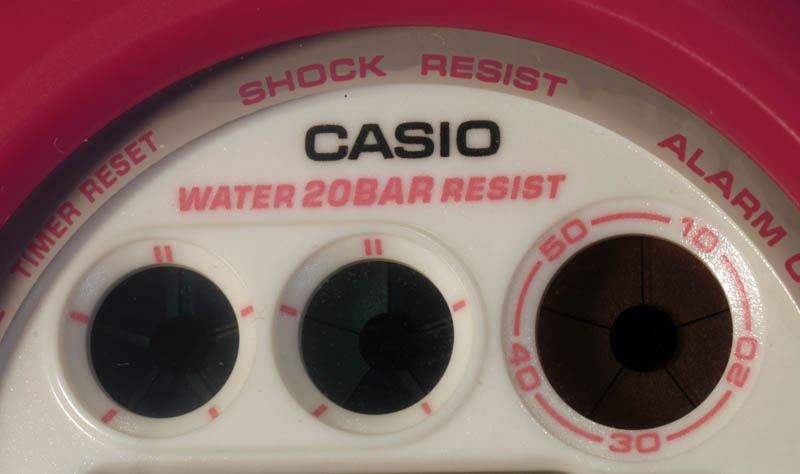 SHOCK RESIST
TIMER RESET
ALARM
CASIO
WATER 20BAR RESIST
50 10
40 20
30